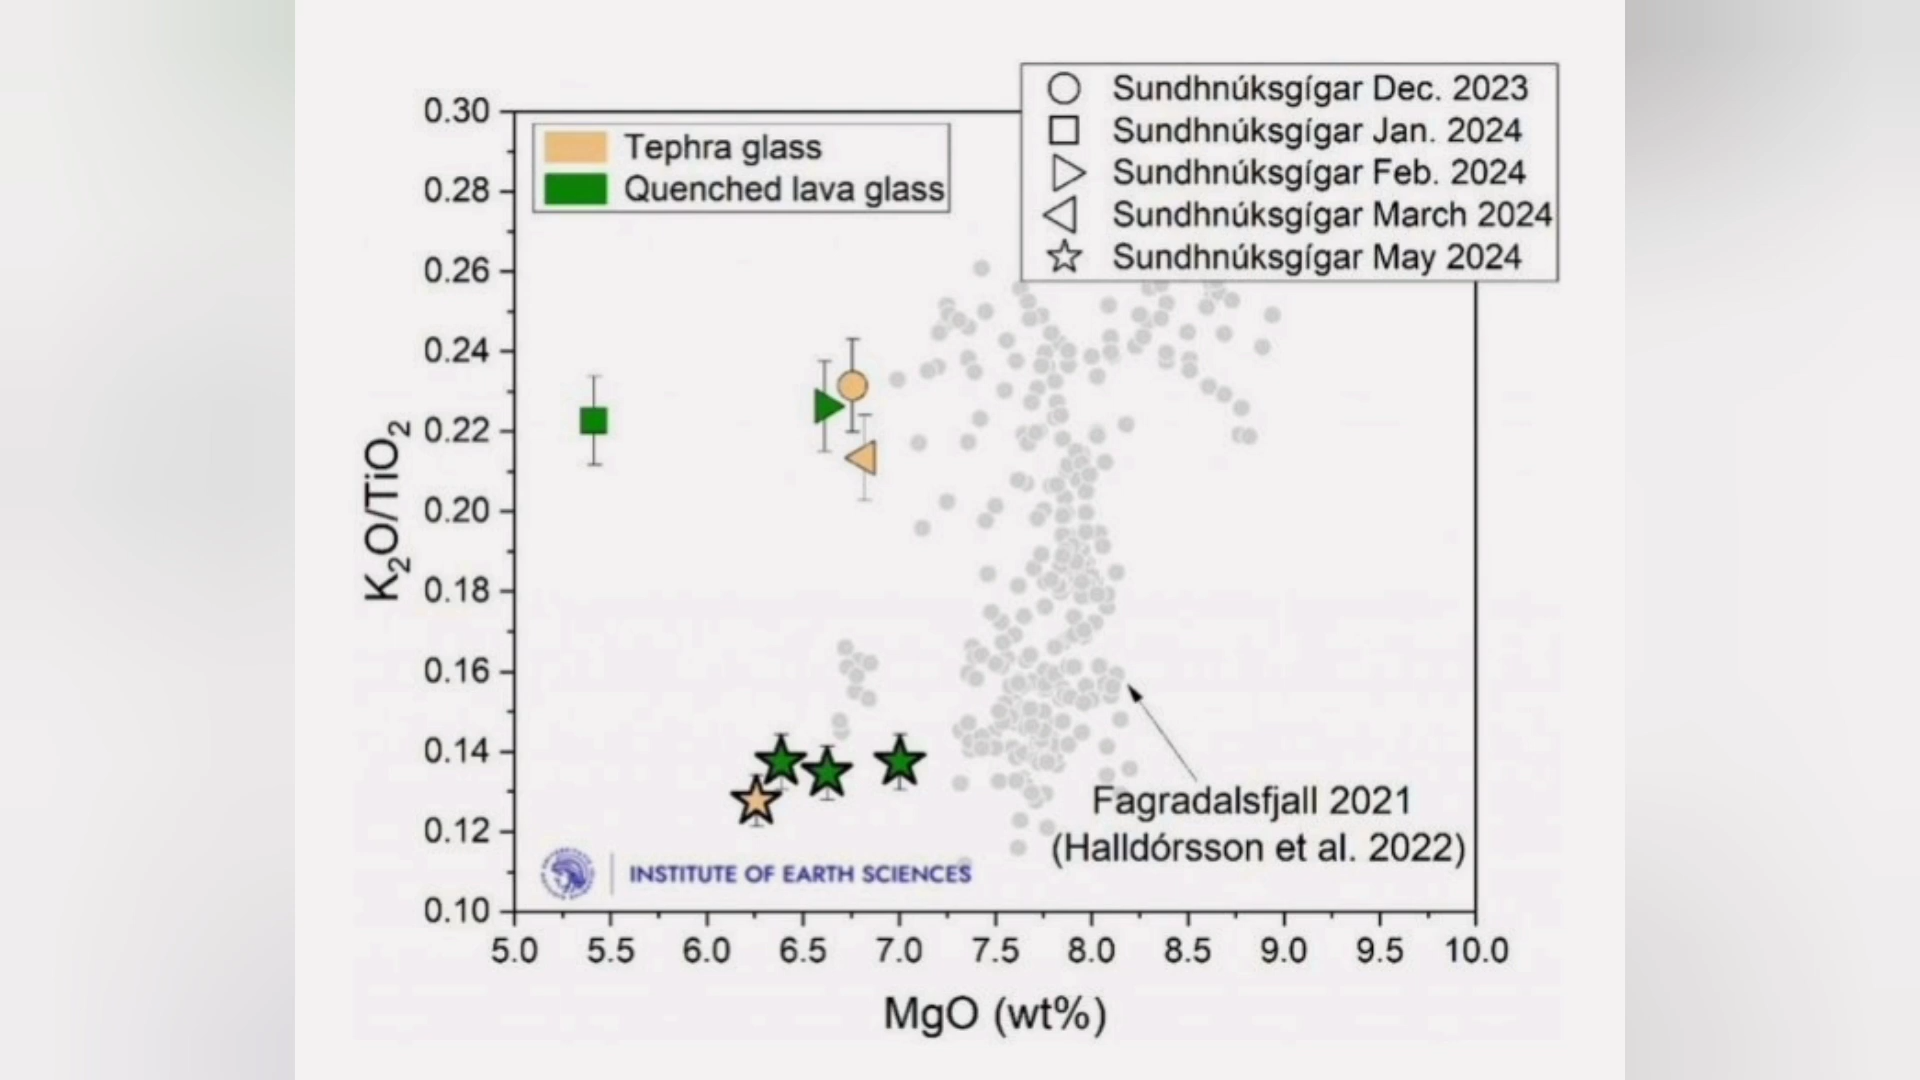 Sundhnúksgígar Dec. 2023
Sundhnúksgígar Jan. 2024
Sundhnúksgígar Feb. 2024
Sundhnúksgígar March 2024
Sundhnúksgígar May 2024
Tephra glass
Quenched lava glass
K₂O/TiO₂
0.30
0.28
0.26
0.24
0.22
0.20
0.18
0.16
0.14
0.12
0.10
Fagradalsfjall 2021
(Halldórsson et al. 2022)
INSTITUTE OF EARTH SCIENCES
5.0 5.5 6.0 6.5 7.0 7.5 8.0 8.5 9.0 9.5 10.0
MgO (wt%)